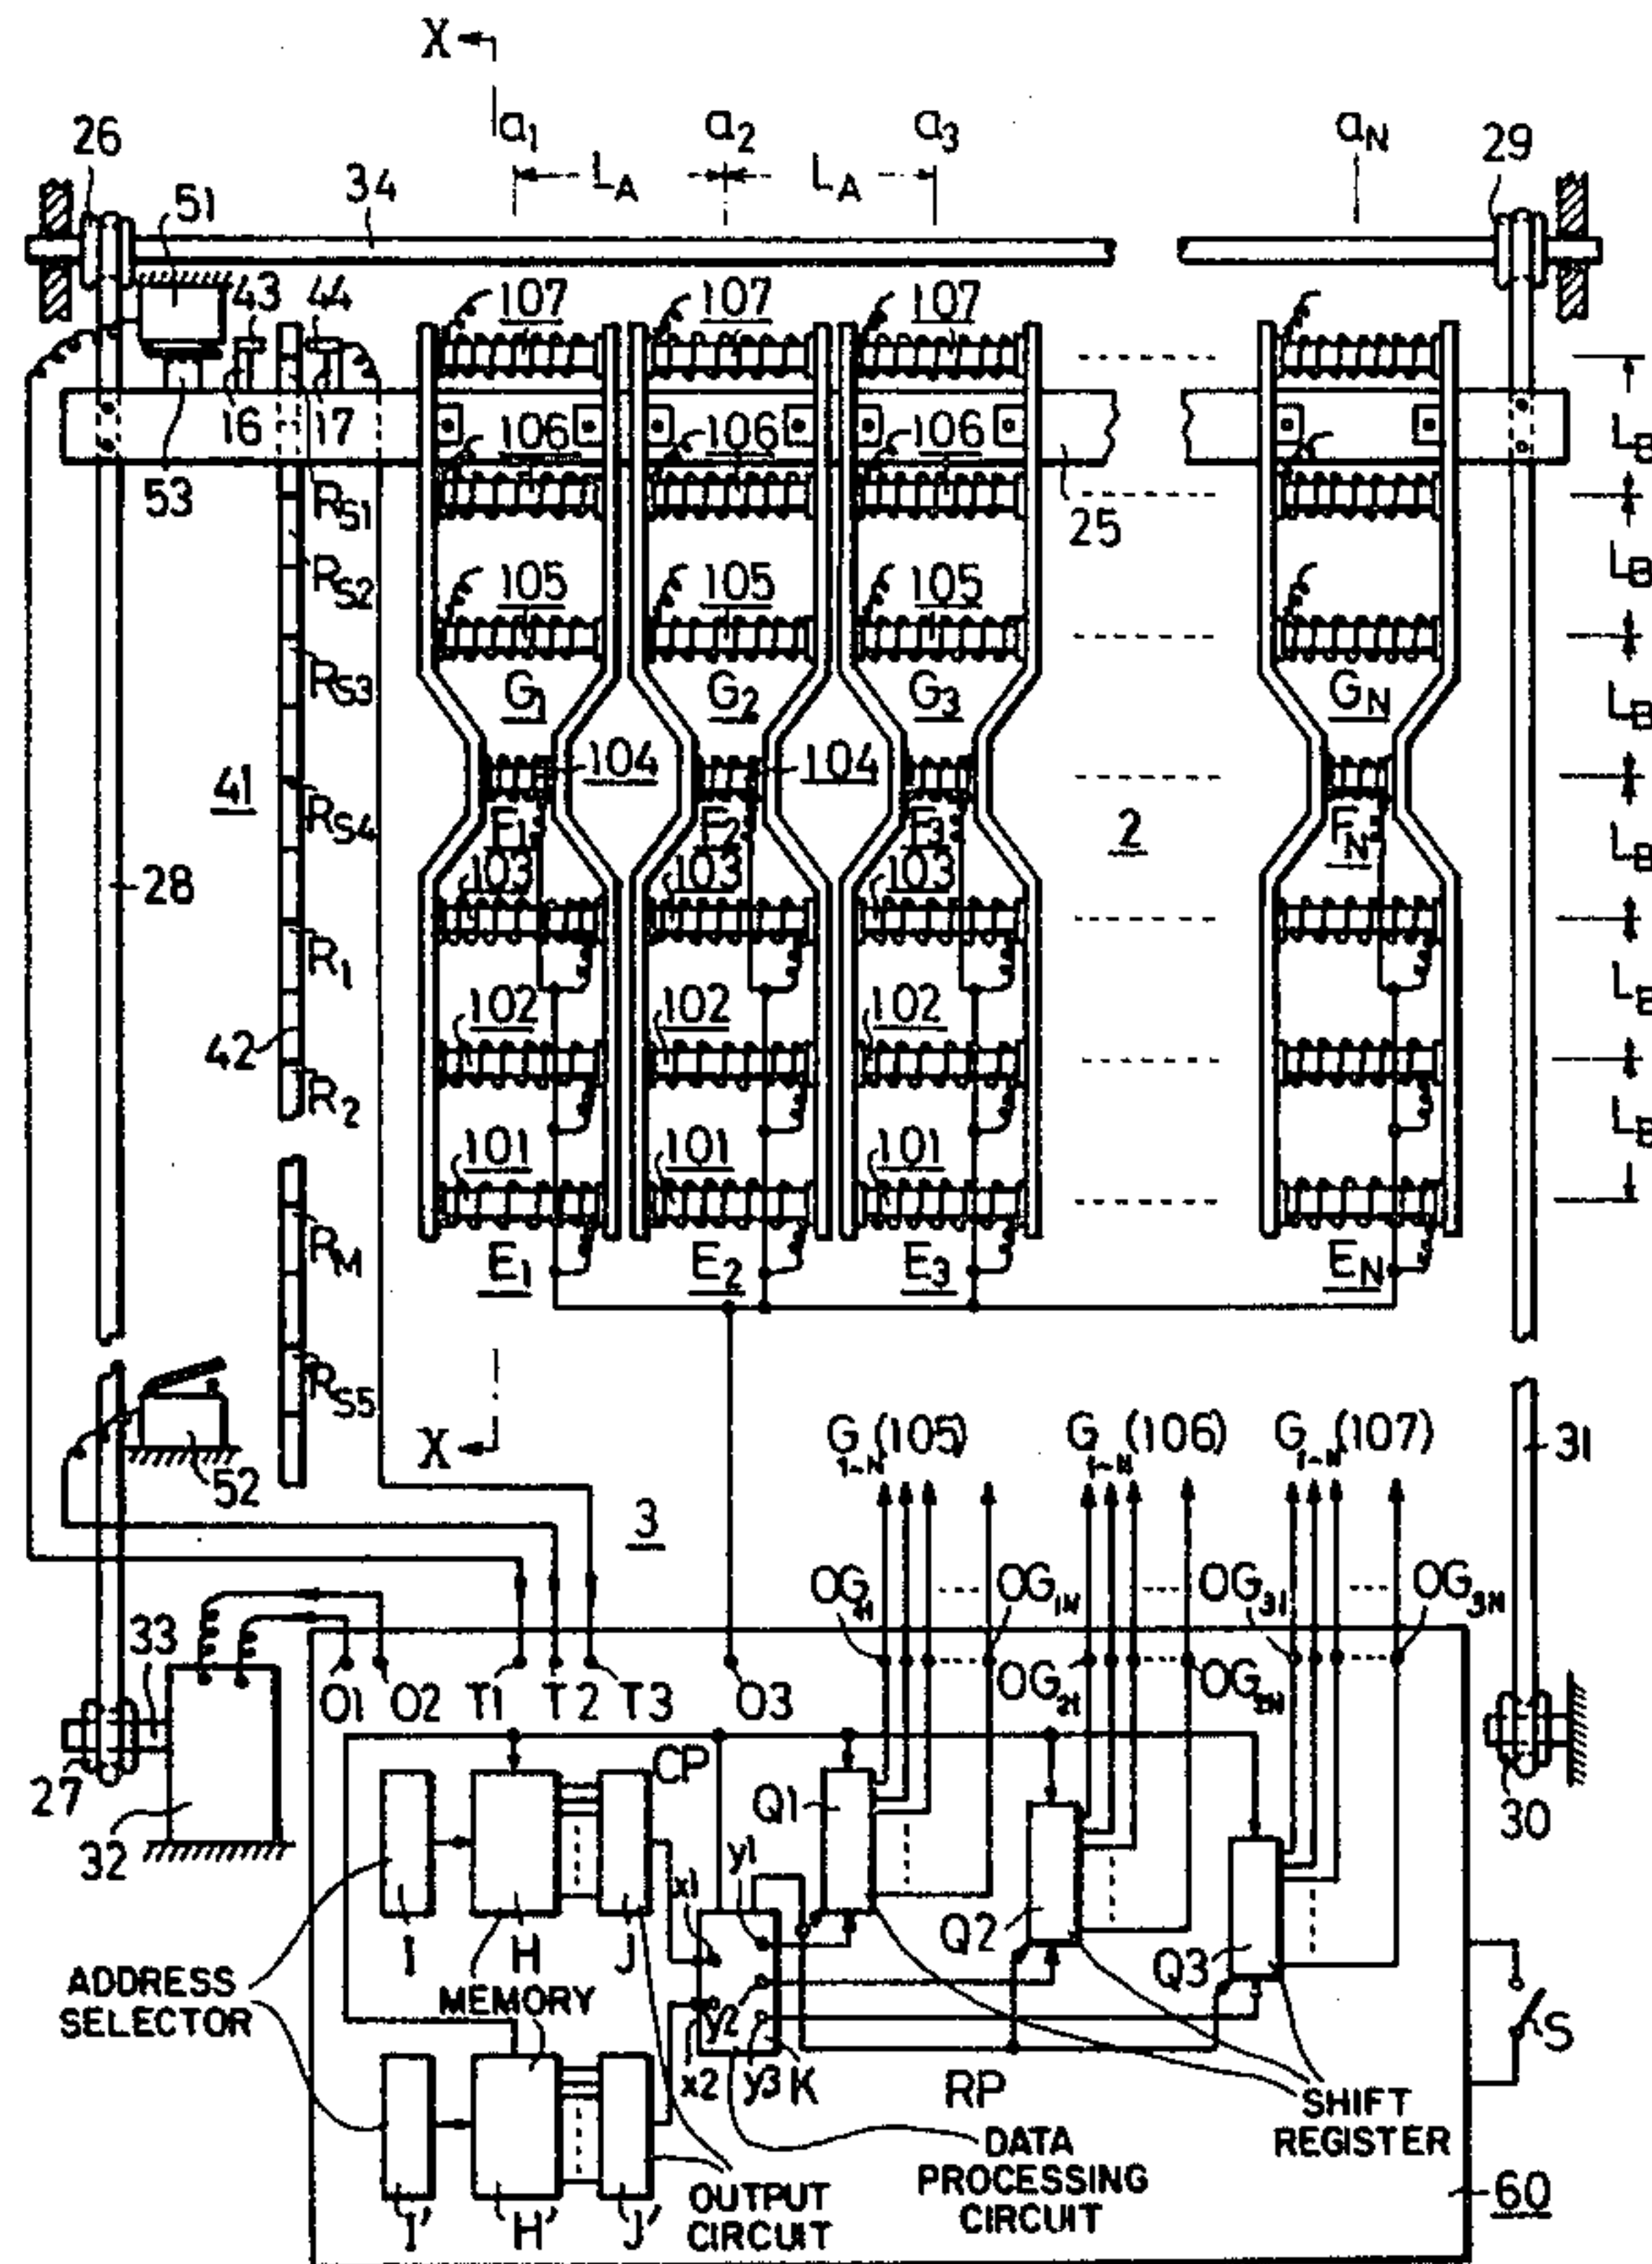 X
a1 a2 a3 aN
26 51 34 LA LA 29
43 44 107 107 107
16 17 106 106 106
53 RS1 25 LB
RS2 105 105 105 LB
RS3 G1 G2 G3 GN LB
41 RS4 104 104 2
F1 F2 F3 FN LB
28 103 103 103
R1 LB
42 102 102 102
R2 LB
101 101 101
RM E1 E2 E3 EN
RS5
X G1~N(105) G1~N(106) G1~N(107) 31
52 3
OG11 OG1N OG31 OG3N
33 O1 O2 T1 T2 T3 O3 OG21 OG2N
27 CP Q1 30
32 x1 y1
I H J Q2 Q3
ADDRESS
SELECTOR
MEMORY y2 S
x2 y3 K RP
SHIFT
REGISTER
DATA
PROCESSING
CIRCUIT
OUTPUT
CIRCUIT
I' H' J' 60